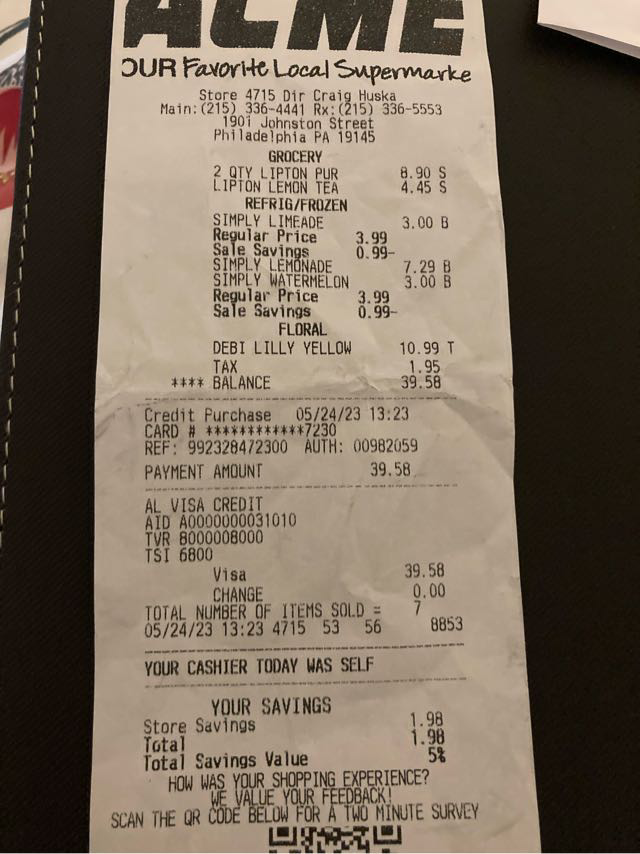 ACME
OUR Favorite Local Supermarke
Store 4715 Dir Craig Huska
Main:(215) 336-4441 Rx:(215) 336-5553
1901 Johnston Street
Philadelphia PA 19145
GROCERY
2 QTY LIPTON PUR 8.90 S
LIPTON LEMON TEA 4.45 S
REFRIG/FROZEN
SIMPLY LIMEADE 3.00 B
Regular Price 3.99
Sale Savings 0.99-
SIMPLY LEMONADE 7.29 B
SIMPLY WATERMELON 3.00 B
Regular Price 3.99
Sale Savings 0.99-
FLORAL
DEBI LILLY YELLOW 10.99 T
TAX 1.95
**** BALANCE 39.58
Credit Purchase 05/24/23 13:23
CARD # ************7230
REF: 992328472300 AUTH: 00982059
PAYMENT AMOUNT 39.58
AL VISA CREDIT
AID A0000000031010
TVR 8000008000
TSI 6800
Visa 39.58
CHANGE 0.00
TOTAL NUMBER OF ITEMS SOLD = 7
05/24/23 13:23 4715 53 56 8853
YOUR CASHIER TODAY WAS SELF
YOUR SAVINGS
Store Savings 1.98
Total 1.98
Total Savings Value 5%
HOW WAS YOUR SHOPPING EXPERIENCE?
WE VALUE YOUR FEEDBACK!
SCAN THE QR CODE BELOW FOR A TWO MINUTE SURVEY